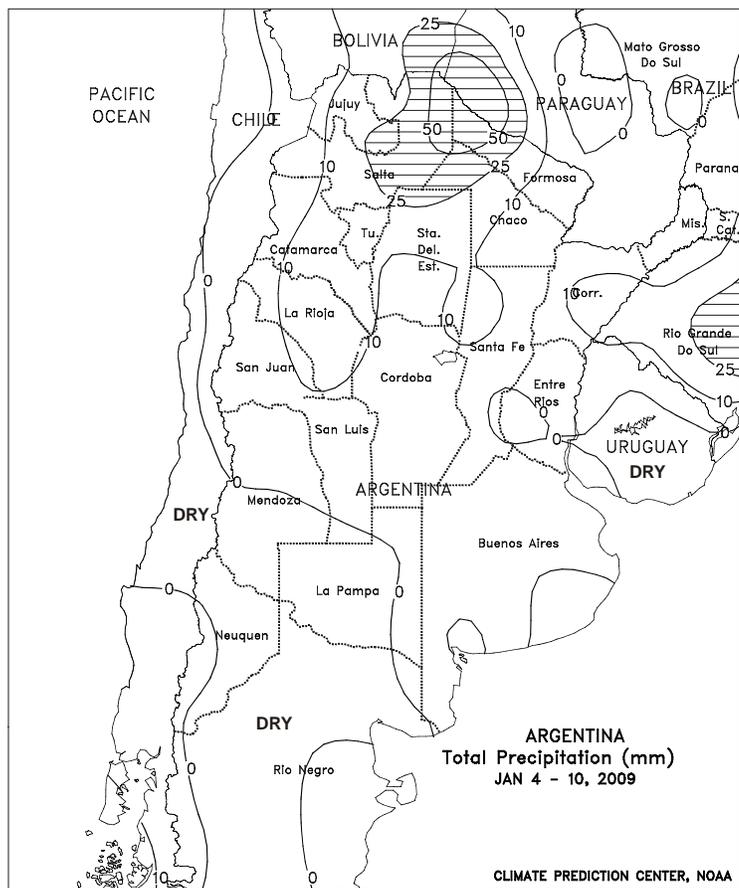 25
10
BOLIVIA
Mato Grosso
Do Sul
0
BRAZIL
PACIFIC
OCEAN
Jujuy
PARAGUAY
CHILE
0
50
50
0
0
10
25
Salta
Formosa
Parana
25
10
Chaco
Mis.
S.
Cat.
Tu.
Sta.
Del.
Est.
Catamarca
10
0
10
Corr.
La Rioja
10
Rio Grande
Do Sul
10
Santa Fe
25
San Juan
Cordoba
Entre
Rios
10
0
San Luis
0
0
URUGUAY
DRY
0
Mendoza
ARGENTINA
DRY
Buenos Aires
0
La Pampa
0
Neuquen
DRY
ARGENTINA
Total Precipitation (mm)
JAN 4 - 10, 2009
0
Rio Negro
10
0
CLIMATE PREDICTION CENTER, NOAA